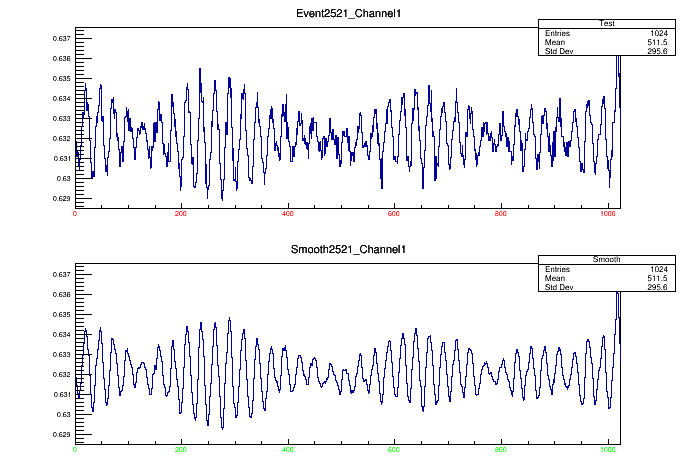 Event2521_Channel1
Test
Entries 1024
Mean 511.5
Std Dev 295.6
0.637
0.636
0.635
0.634
0.633
0.632
0.631
0.63
0.629
0 200 400 600 800 1000
Smooth2521_Channel1
Smooth
Entries 1024
Mean 511.5
Std Dev 295.6
0.637
0.636
0.635
0.634
0.633
0.632
0.631
0.63
0.629
0 200 400 600 800 1000